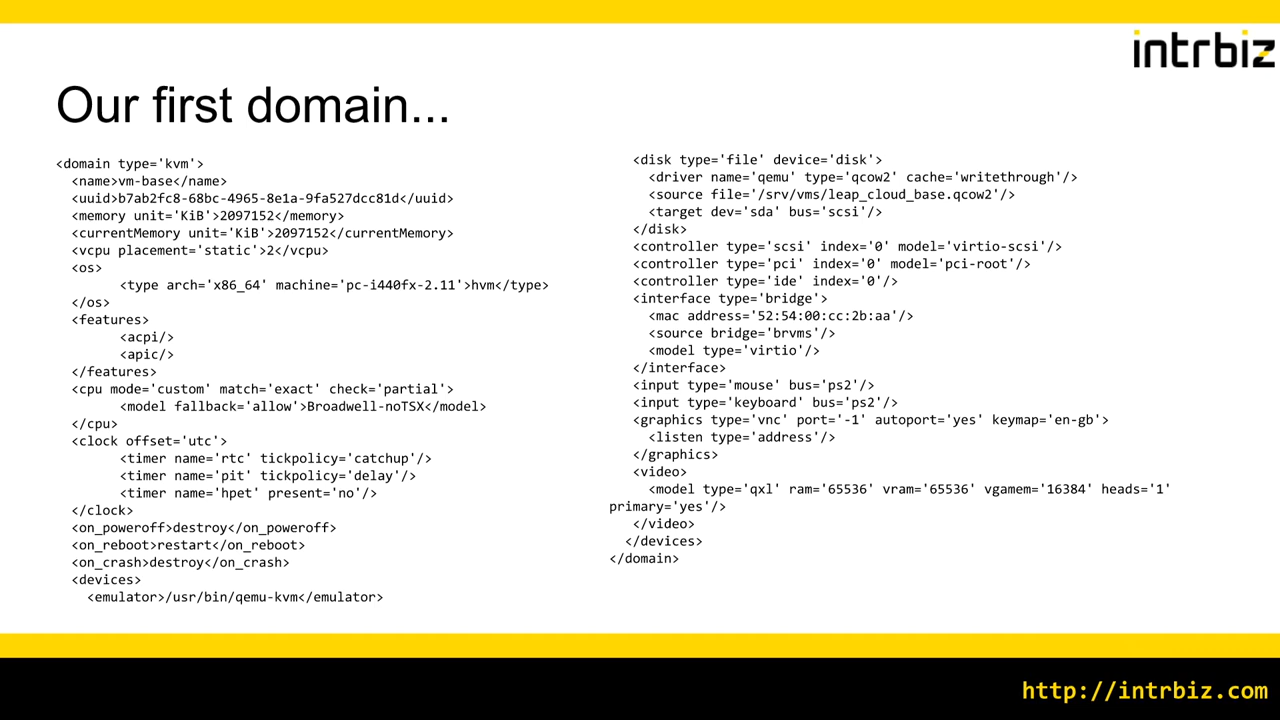 intrbiz
Our first domain...
<domain type='kvm'>
  <name>vm-base</name>
  <uuid>b7ab2fc8-68bc-4965-8e1a-9fa527dcc81d</uuid>
  <memory unit='KiB'>2097152</memory>
  <currentMemory unit='KiB'>2097152</currentMemory>
  <vcpu placement='static'>2</vcpu>
  <os>
        <type arch='x86_64' machine='pc-i440fx-2.11'>hvm</type>
  </os>
  <features>
        <acpi/>
        <apic/>
  </features>
  <cpu mode='custom' match='exact' check='partial'>
        <model fallback='allow'>Broadwell-noTSX</model>
  </cpu>
  <clock offset='utc'>
        <timer name='rtc' tickpolicy='catchup'/>
        <timer name='pit' tickpolicy='delay'/>
        <timer name='hpet' present='no'/>
  </clock>
  <on_poweroff>destroy</on_poweroff>
  <on_reboot>restart</on_reboot>
  <on_crash>destroy</on_crash>
  <devices>
    <emulator>/usr/bin/qemu-kvm</emulator>
   <disk type='file' device='disk'>
     <driver name='qemu' type='qcow2' cache='writethrough'/>
     <source file='/srv/vms/leap_cloud_base.qcow2'/>
     <target dev='sda' bus='scsi'/>
   </disk>
   <controller type='scsi' index='0' model='virtio-scsi'/>
   <controller type='pci' index='0' model='pci-root'/>
   <controller type='ide' index='0'/>
   <interface type='bridge'>
     <mac address='52:54:00:cc:2b:aa'/>
     <source bridge='brvms'/>
     <model type='virtio'/>
   </interface>
   <input type='mouse' bus='ps2'/>
   <input type='keyboard' bus='ps2'/>
   <graphics type='vnc' port='-1' autoport='yes' keymap='en-gb'>
     <listen type='address'/>
   </graphics>
   <video>
     <model type='qxl' ram='65536' vram='65536' vgamem='16384' heads='1'
primary='yes'/>
   </video>
  </devices>
</domain>
http://intrbiz.com